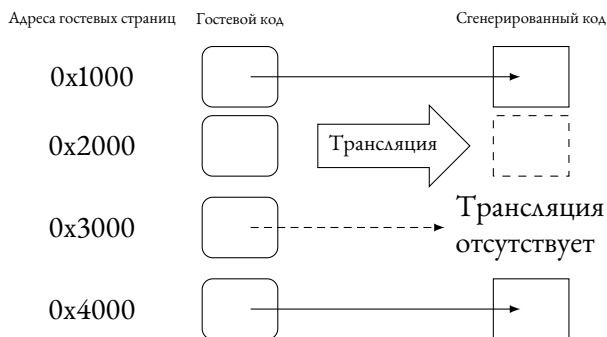 Адреса гостевых страниц Гостевой код Сгенерированный код
0x1000
0x2000 Трансляция
0x3000 Трансляция
отсутствует
0x4000